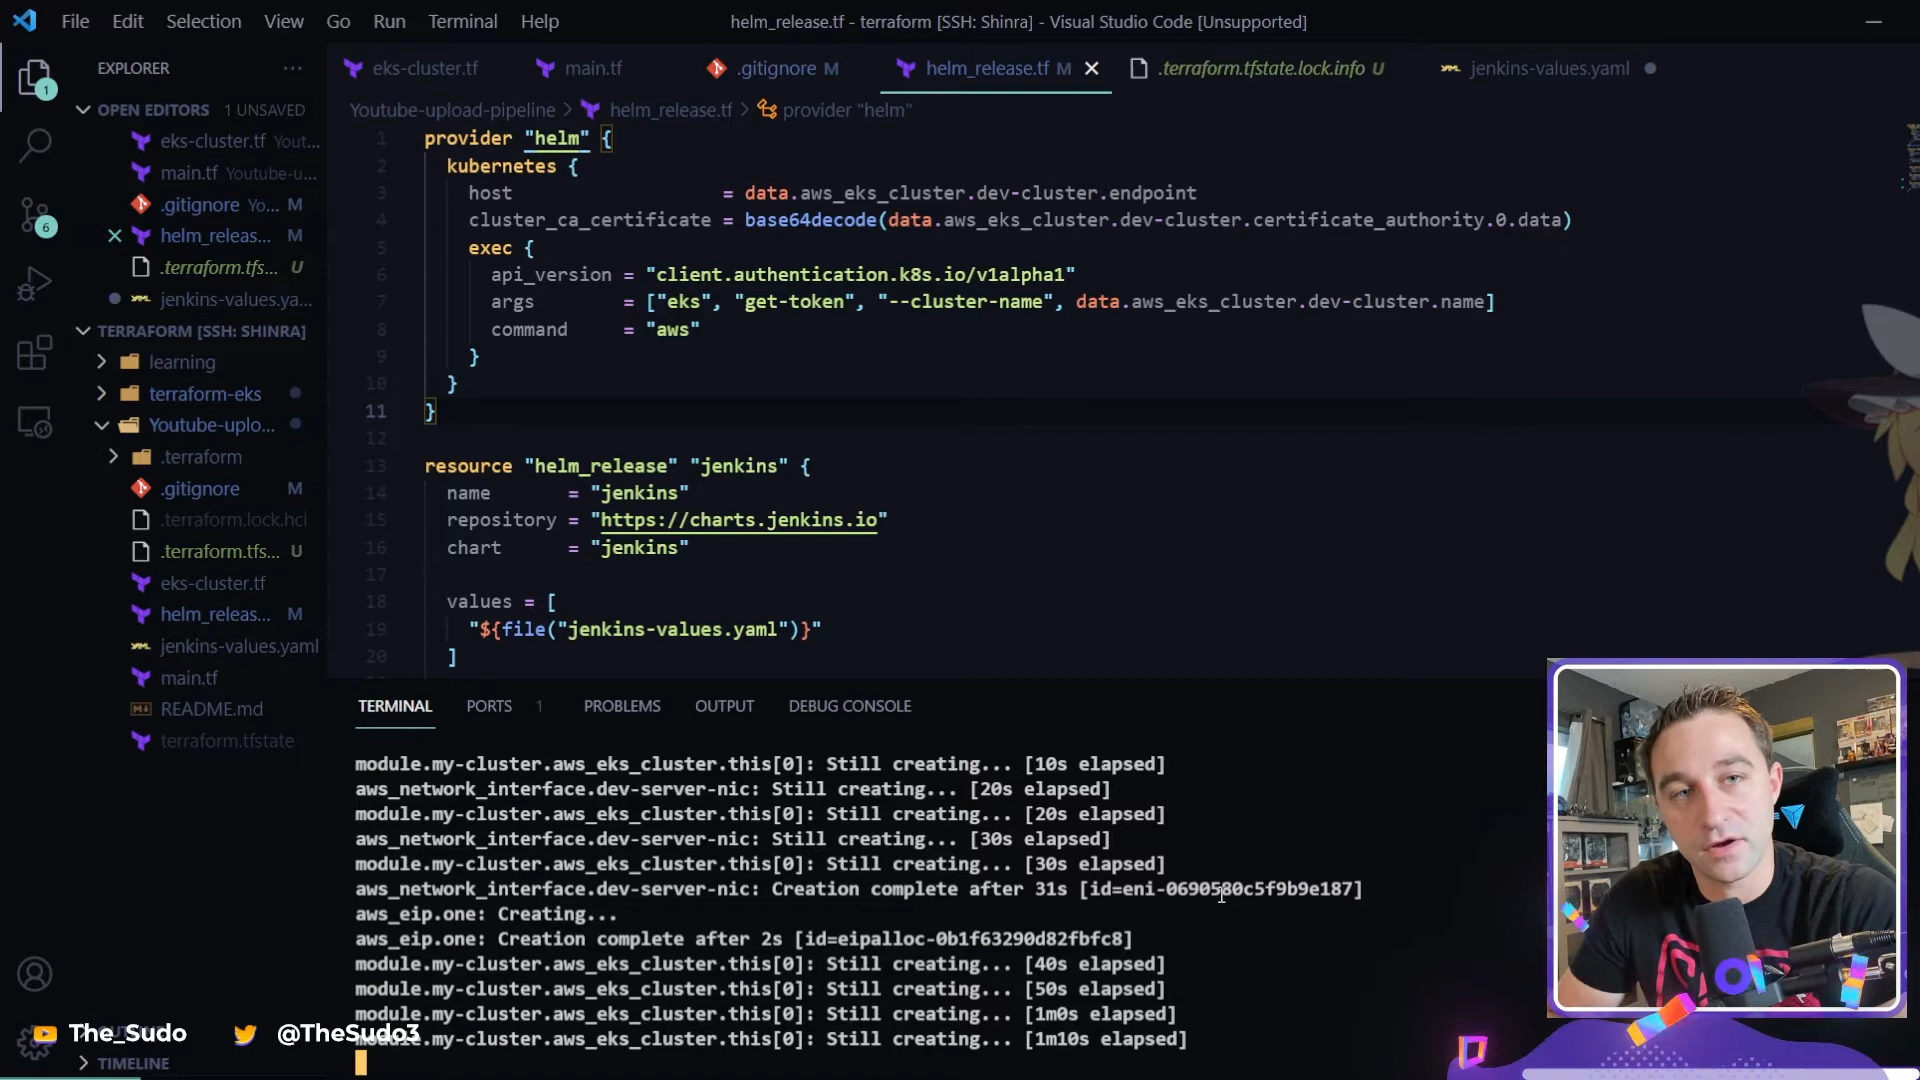 File Edit Selection View Go Run Terminal Help
helm_release.tf - terraform [SSH: Shinra] - Visual Studio Code [Unsupported]
EXPLORER
OPEN EDITORS 1 UNSAVED
eks-cluster.tf Yout...
main.tf Youtube-u...
.gitignore Yo... M
helm_releas... M
.terraform.tfs... U
jenkins-values.ya...
TERRAFORM [SSH: SHINRA]
learning
terraform-eks
Youtube-uplo...
.terraform
.gitignore M
.terraform.lock.hcl
.terraform.tfs... U
eks-cluster.tf
helm_releas... M
jenkins-values.yaml
main.tf
README.md
terraform.tfstate
TIMELINE
1
6
eks-cluster.tf
main.tf
.gitignore M
helm_release.tf M
.terraform.tfstate.lock.info U
jenkins-values.yaml
Youtube-upload-pipeline > helm_release.tf > provider "helm"
1 provider "helm" {
2 kubernetes {
3 host = data.aws_eks_cluster.dev-cluster.endpoint
4 cluster_ca_certificate = base64decode(data.aws_eks_cluster.dev-cluster.certificate_authority.0.data)
5 exec {
6 api_version = "client.authentication.k8s.io/v1alpha1"
7 args = ["eks", "get-token", "--cluster-name", data.aws_eks_cluster.dev-cluster.name]
8 command = "aws"
9 }
10 }
11 }
12
13 resource "helm_release" "jenkins" {
14 name = "jenkins"
15 repository = "https://charts.jenkins.io"
16 chart = "jenkins"
17
18 values = [
19 "${file("jenkins-values.yaml")}"
20 ]
TERMINAL PORTS 1 PROBLEMS OUTPUT DEBUG CONSOLE
module.my-cluster.aws_eks_cluster.this[0]: Still creating... [10s elapsed]
aws_network_interface.dev-server-nic: Still creating... [20s elapsed]
module.my-cluster.aws_eks_cluster.this[0]: Still creating... [20s elapsed]
aws_network_interface.dev-server-nic: Still creating... [30s elapsed]
module.my-cluster.aws_eks_cluster.this[0]: Still creating... [30s elapsed]
aws_network_interface.dev-server-nic: Creation complete after 31s [id=eni-0690580c5f9b9e187]
aws_eip.one: Creating...
aws_eip.one: Creation complete after 2s [id=eipalloc-0b1f63290d82fbfc8]
module.my-cluster.aws_eks_cluster.this[0]: Still creating... [40s elapsed]
module.my-cluster.aws_eks_cluster.this[0]: Still creating... [50s elapsed]
module.my-cluster.aws_eks_cluster.this[0]: Still creating... [1m0s elapsed]
module.my-cluster.aws_eks_cluster.this[0]: Still creating... [1m10s elapsed]
The_Sudo @TheSudo3